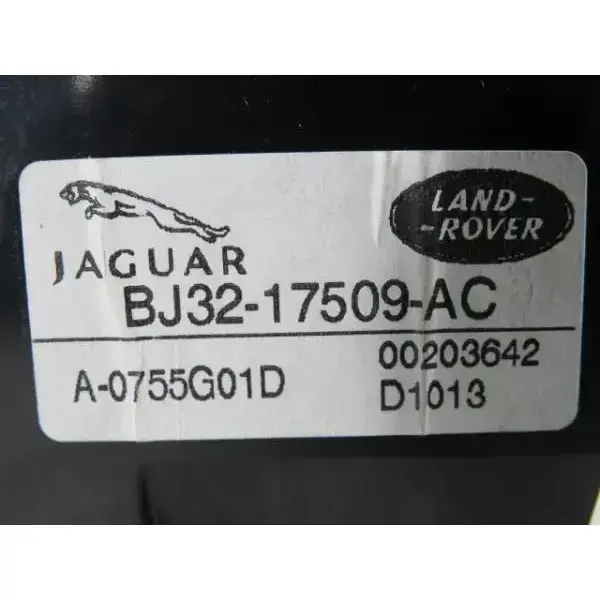 JAGUAR
LAND-
-ROVER
BJ32-17509-AC
A-0755G01D
00203642
D1013